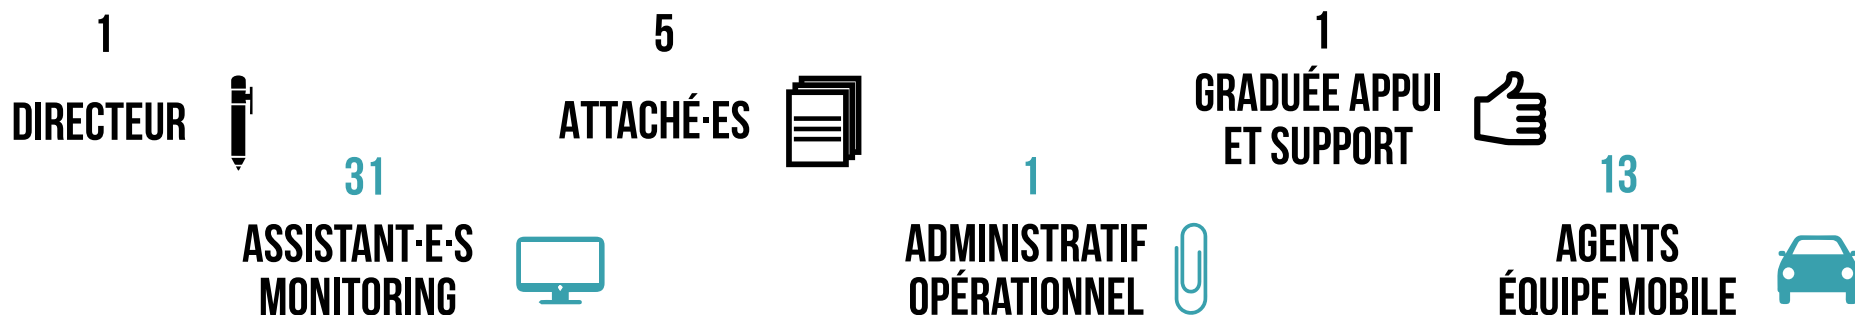 1
DIRECTEUR
31
ASSISTANT·E·S
MONITORING
5
ATTACHÉ·ES
1
ADMINISTRATIF
OPÉRATIONNEL
1
GRADUÉE APPUI
ET SUPPORT
13
AGENTS
ÉQUIPE MOBILE